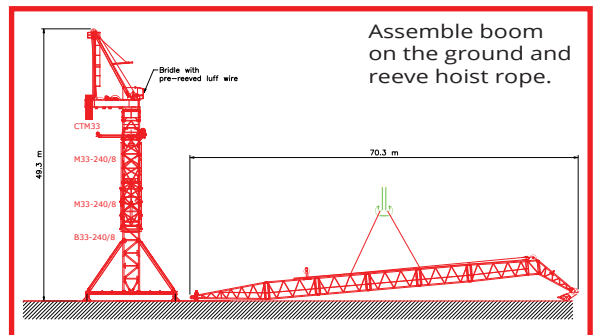 Assemble boom
on the ground and
reeve hoist rope.
Bridle with
pre-reeved luff wire
CTM33
70.3 m
M33-240/8
49.3 m
M33-240/8
B33-240/8